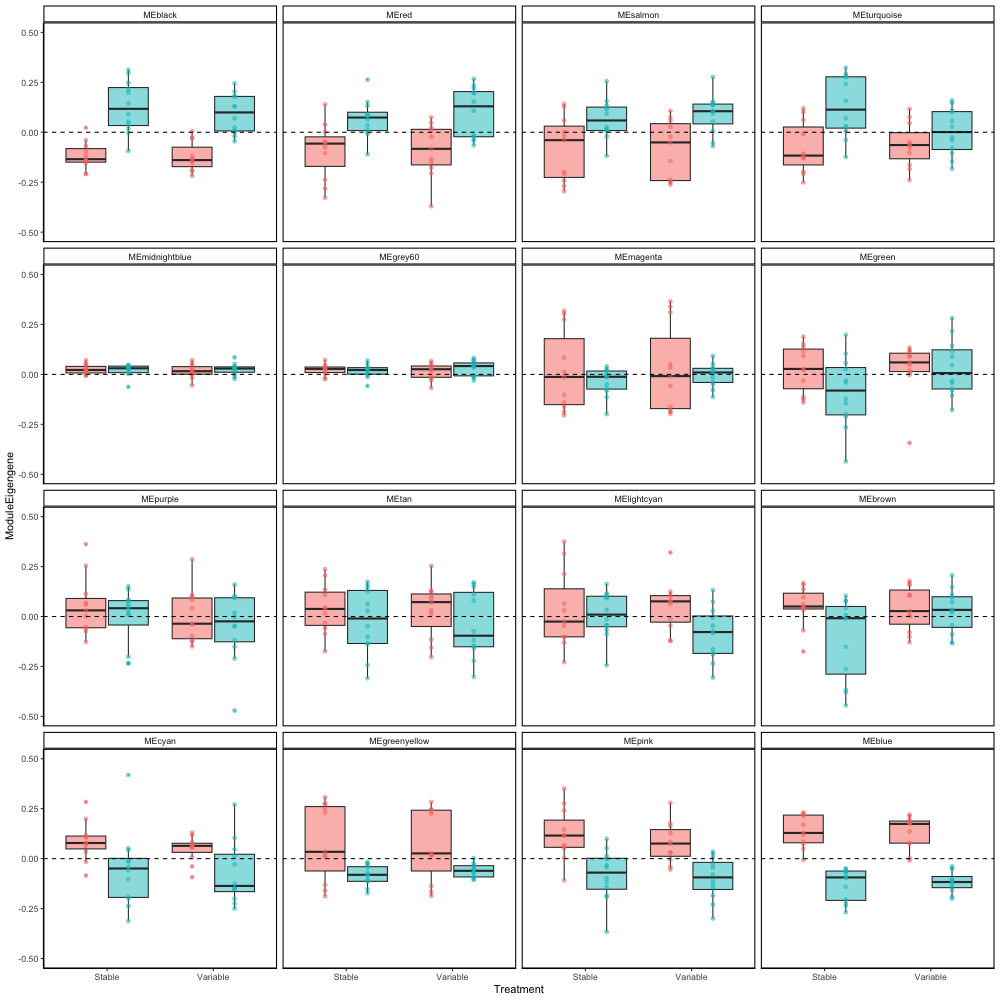 MEblack MEred MEsalmon MEturquoise
0.50
0.25
0.00
-0.25
-0.50
MEmidnightblue MEgrey60 MEmagenta MEgreen
0.50
0.25
0.00
-0.25
-0.50
ModuleEigengene
MEpurple MEtan MElightcyan MEbrown
0.50
0.25
0.00
-0.25
-0.50
MEcyan MEgreenyellow MEpink MEblue
0.50
0.25
0.00
-0.25
-0.50
Stable Variable Stable Variable Stable Variable Stable Variable
Treatment